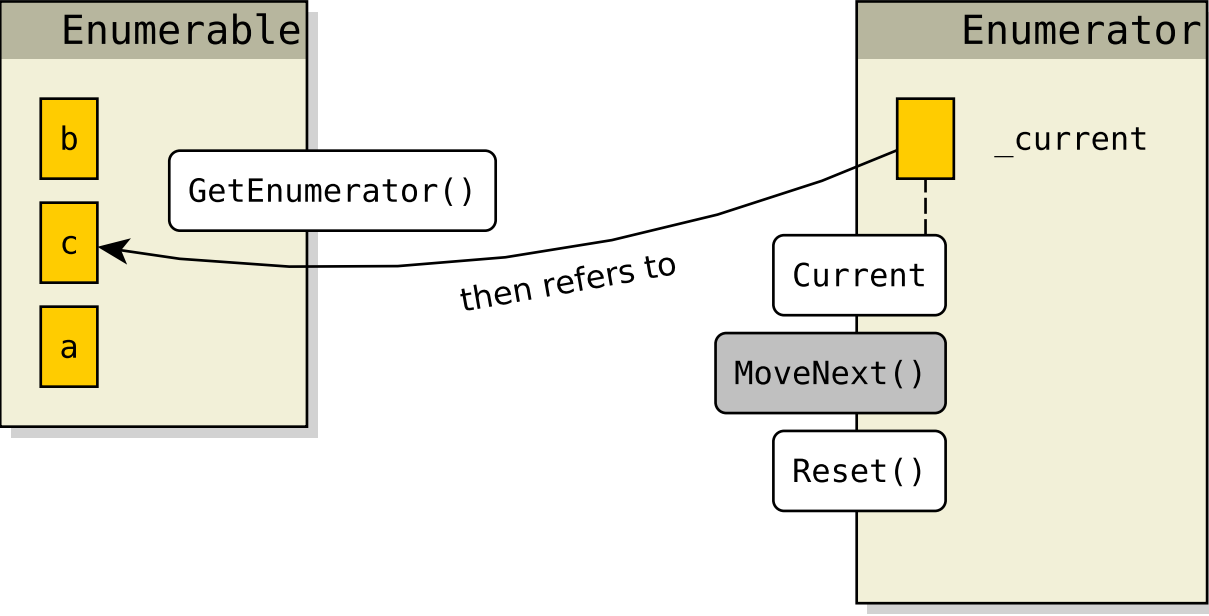 Enumerable
b
GetEnumerator()
c
a
then refers to
Enumerator
_current
Current
MoveNext()
Reset()